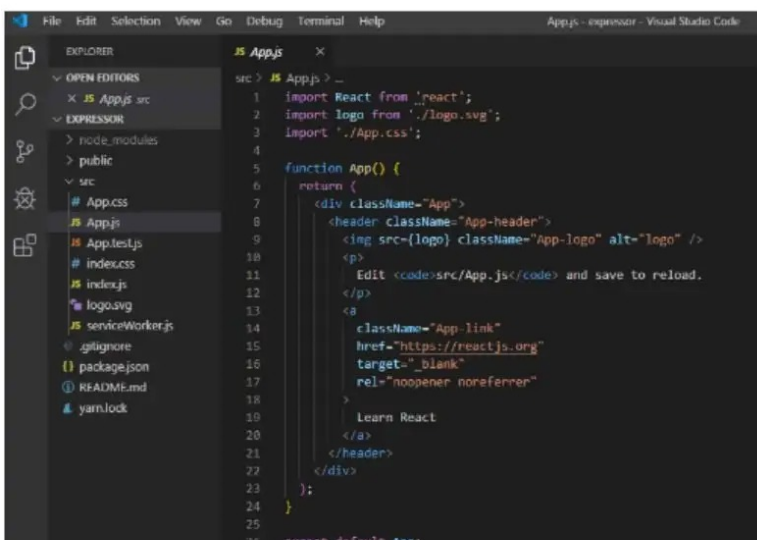 File Edit Selection View Go Debug Terminal Help App.js - expressor - Visual Studio Code
EXPLORER
OPEN EDITORS
JS App.js src
EXPRESSOR
node_modules
public
src
# App.css
JS App.js
JS App.test.js
# index.css
JS index.js
logo.svg
JS serviceWorker.js
.gitignore
{} package.json
README.md
yarn.lock
JS App.js ×
src > JS App.js > ...
1 import React from 'react';
2 import logo from './logo.svg';
3 import './App.css';
4
5 function App() {
6 return (
7 <div className="App">
8 <header className="App-header">
9 <img src={logo} className="App-logo" alt="logo" />
10 <p>
11 Edit <code>src/App.js</code> and save to reload.
12 </p>
13 <a
14 className="App-link"
15 href="https://reactjs.org"
16 target="_blank"
17 rel="noopener noreferrer"
18 >
19 Learn React
20 </a>
21 </header>
22 </div>
23 );
24 }
25